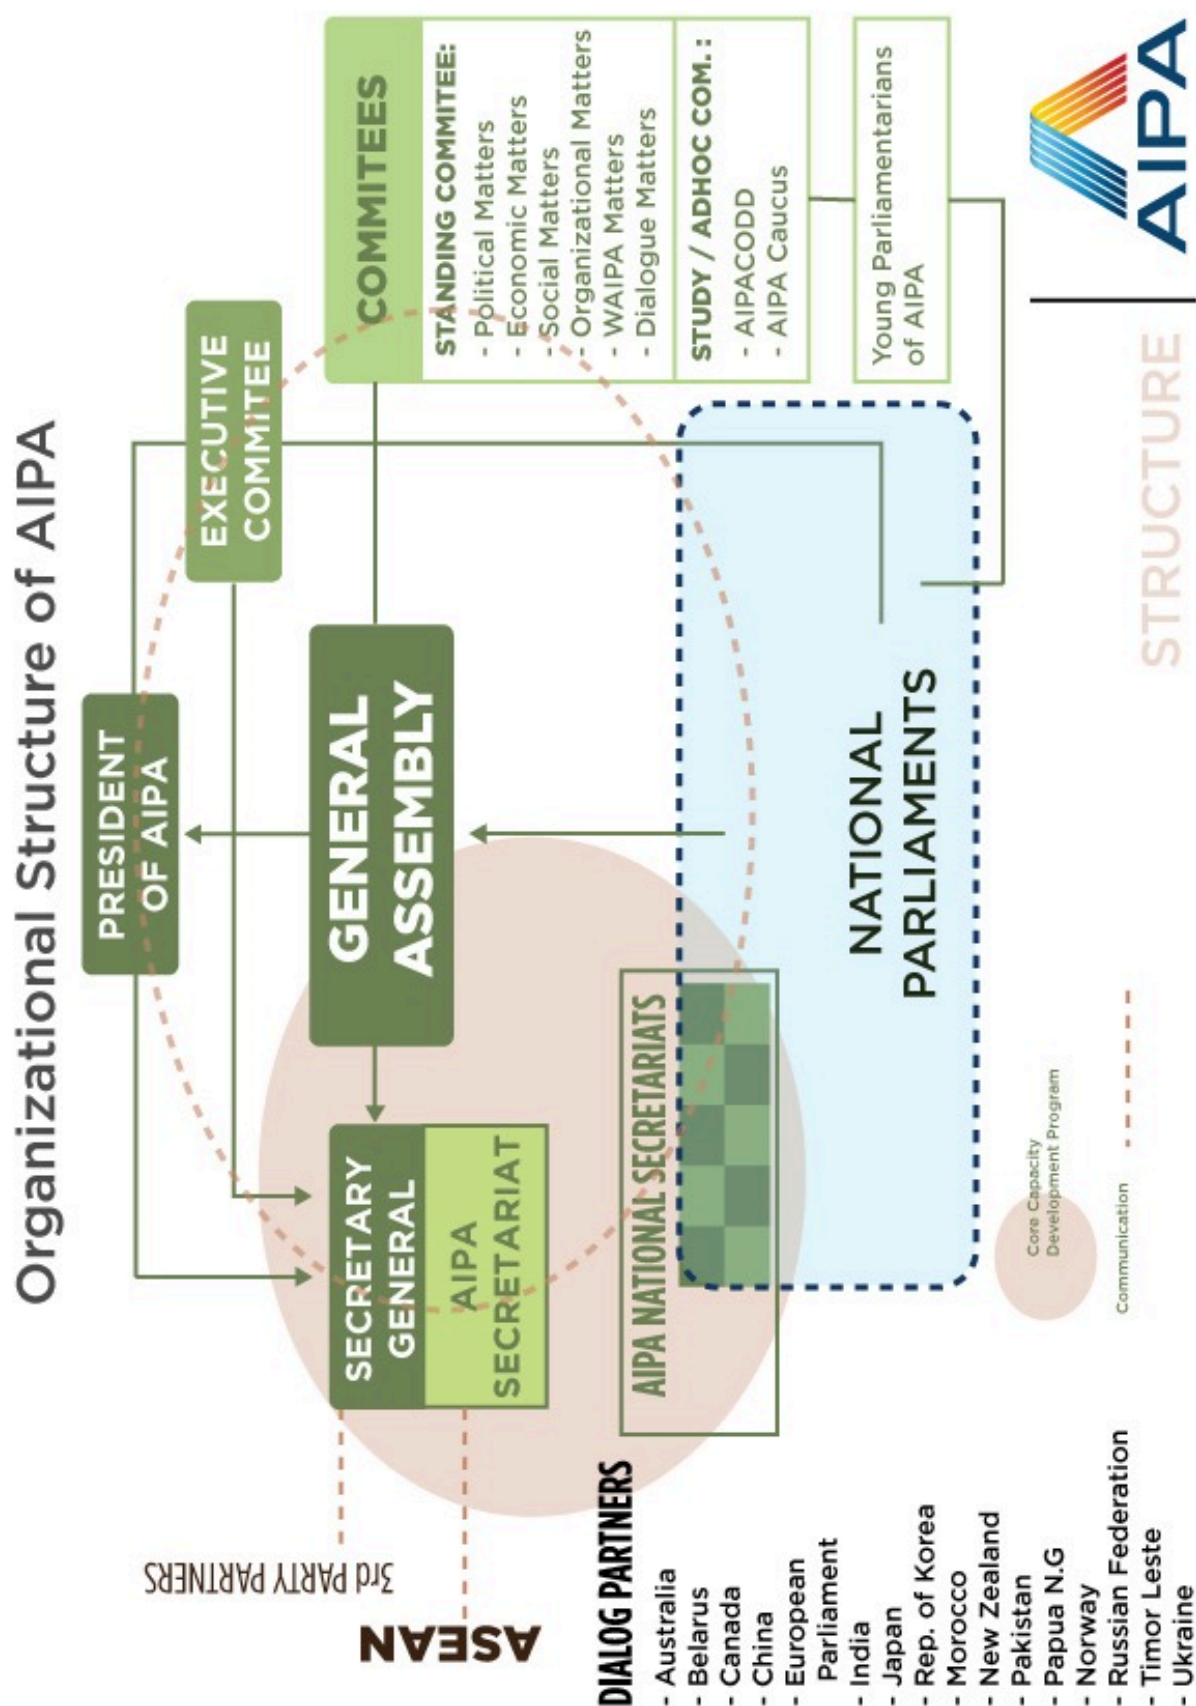 Organizational Structure of AIPA
PRESIDENT
OF AIPA
EXECUTIVE
COMMITTEE
3rd PARTY PARTNERS
ASEAN
SECRETARY
GENERAL
AIPA
SECRETARIAT
GENERAL
ASSEMBLY
COMMITEES
STANDING COMMITEE:
- Political Matters
- Economic Matters
- Social Matters
- Organizational Matters
- WAIPA Matters
- Dialogue Matters
STUDY / ADHOC COM. :
- AIPACODD
- AIPA Caucus
Young Parliamentarians
of AIPA
AIPA NATIONAL SECRETARIATS
NATIONAL
PARLIAMENTS
DIALOG PARTNERS
- Australia
- Belarus
- Canada
- China
- European
Parliament
- India
- Japan
- Rep. of Korea
- Morocco
- New Zealand
Pakistan
- Papua N.G
- Norway
- Russian Federation
- Timor Leste
- Ukraine
Core Capacity
Development Program
Communication
STRUCTURE
AIPA